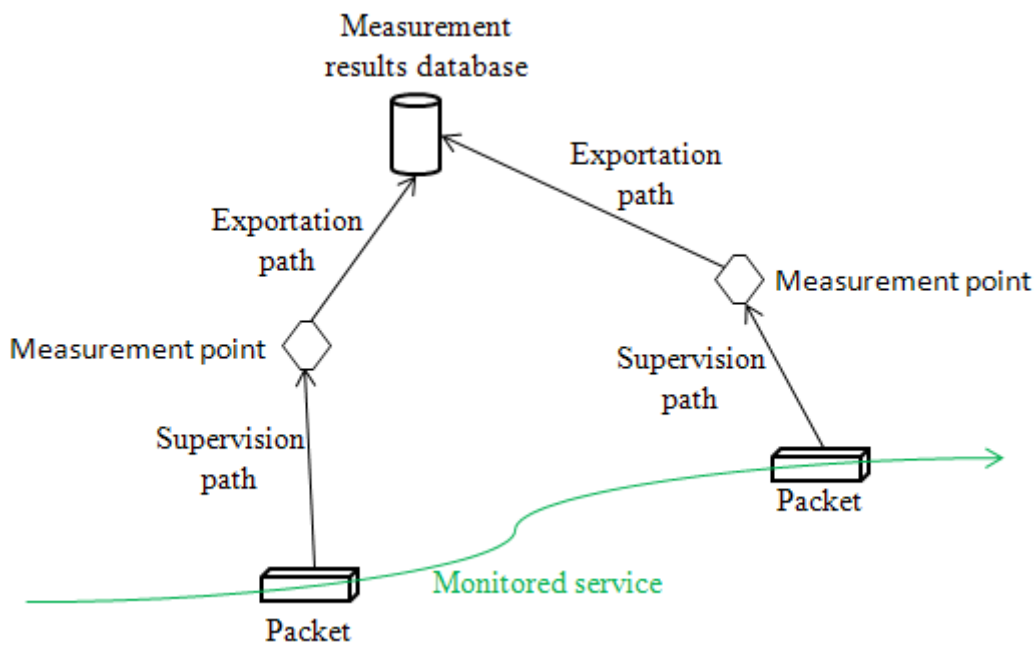 Measurement
results database
Exportation
path
Exportation
path
Measurement point
Measurement point
Supervision
path
Supervision
path
Packet
Monitored service
Packet